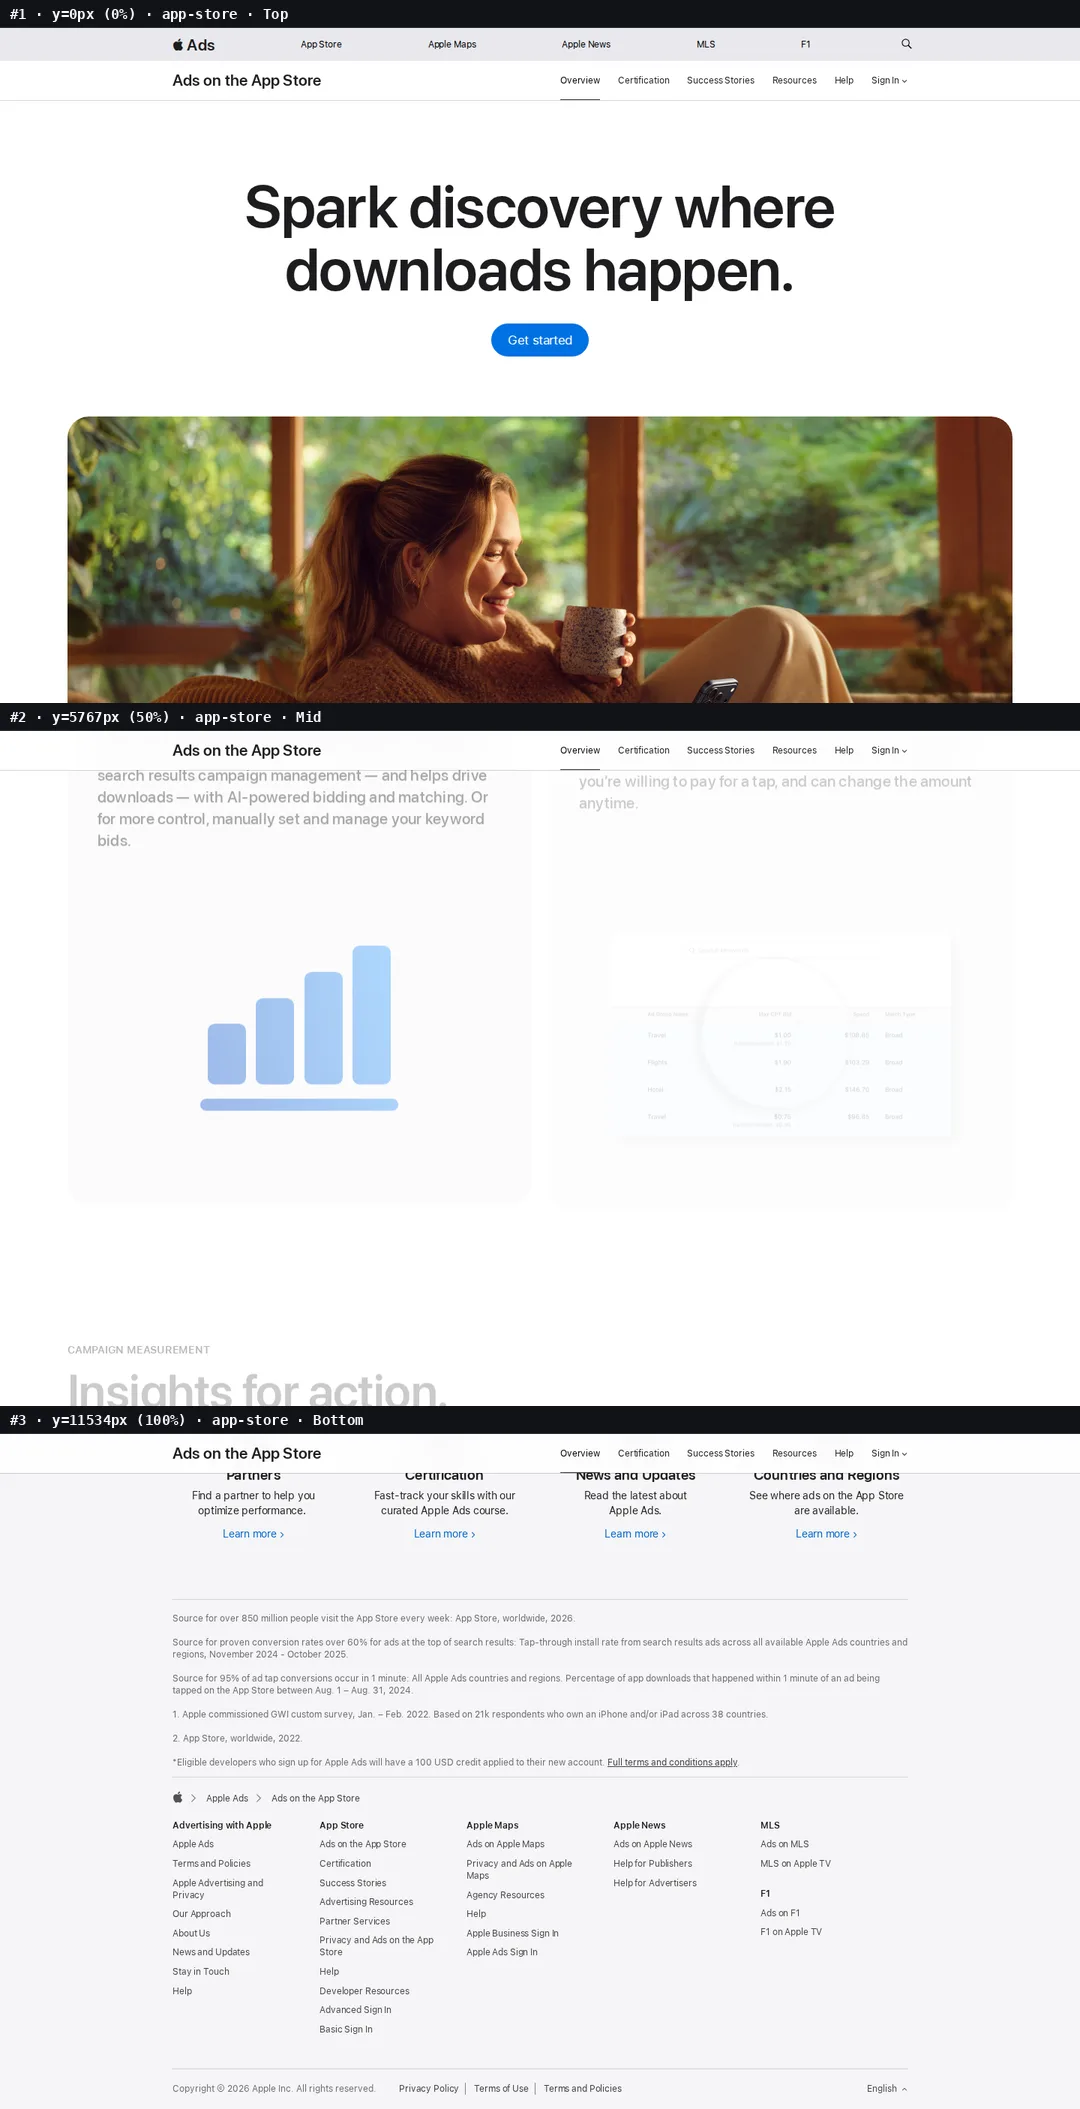 #1 · y=0px (0%) · app-store · Top
Ads
App Store
Apple Maps
Apple News
MLS
F1
Ads on the App Store
Overview
Certification
Success Stories
Resources
Help
Sign In
Spark discovery where
downloads happen.
Get started
#2 · y=5767px (50%) · app-store · Mid
Ads on the App Store
Overview
Certification
Success Stories
Resources
Help
Sign In
search results campaign management — and helps drive
downloads — with AI-powered bidding and matching. Or
for more control, manually set and manage your keyword
bids.
you're willing to pay for a tap, and can change the amount
anytime.
Travel
Broad
Flights
Broad
Hotel
Broad
Travel
Broad
CAMPAIGN MEASUREMENT
Insights for action.
#3 · y=11534px (100%) · app-store · Bottom
Ads on the App Store
Overview
Certification
Success Stories
Resources
Help
Sign In
Partners
Find a partner to help you
optimize performance.
Learn more
Certification
Fast-track your skills with our
curated Apple Ads course.
Learn more
News and Updates
Read the latest about
Apple Ads.
Learn more
Countries and Regions
See where ads on the App Store
are available.
Learn more
Source for over 850 million people visit the App Store every week: App Store, worldwide, 2026.
Source for proven conversion rates over 60% for ads at the top of search results: Tap-through install rate from search results ads across all available Apple Ads countries and
regions, November 2024 - October 2025.
Source for 95% of ad tap conversions occur in 1 minute: All Apple Ads countries and regions. Percentage of app downloads that happened within 1 minute of an ad being
tapped on the App Store between Aug. 1 – Aug. 31, 2024.
1. Apple commissioned GWI custom survey, Jan. – Feb. 2022. Based on 21k respondents who own an iPhone and/or iPad across 38 countries.
2. App Store, worldwide, 2022.
*Eligible developers who sign up for Apple Ads will have a 100 USD credit applied to their new account. Full terms and conditions apply.
Apple Ads
Ads on the App Store
Advertising with Apple
Apple Ads
Terms and Policies
Apple Advertising and
Privacy
Our Approach
About Us
News and Updates
Stay in Touch
Help
App Store
Ads on the App Store
Certification
Success Stories
Advertising Resources
Partner Services
Privacy and Ads on the App
Store
Help
Developer Resources
Advanced Sign In
Basic Sign In
Apple Maps
Ads on Apple Maps
Privacy and Ads on Apple
Maps
Agency Resources
Help
Apple Business Sign In
Apple Ads Sign In
Apple News
Ads on Apple News
Help for Publishers
Help for Advertisers
MLS
Ads on MLS
MLS on Apple TV
F1
Ads on F1
F1 on Apple TV
Copyright © 2026 Apple Inc. All rights reserved.
Privacy Policy
Terms of Use
Terms and Policies
English